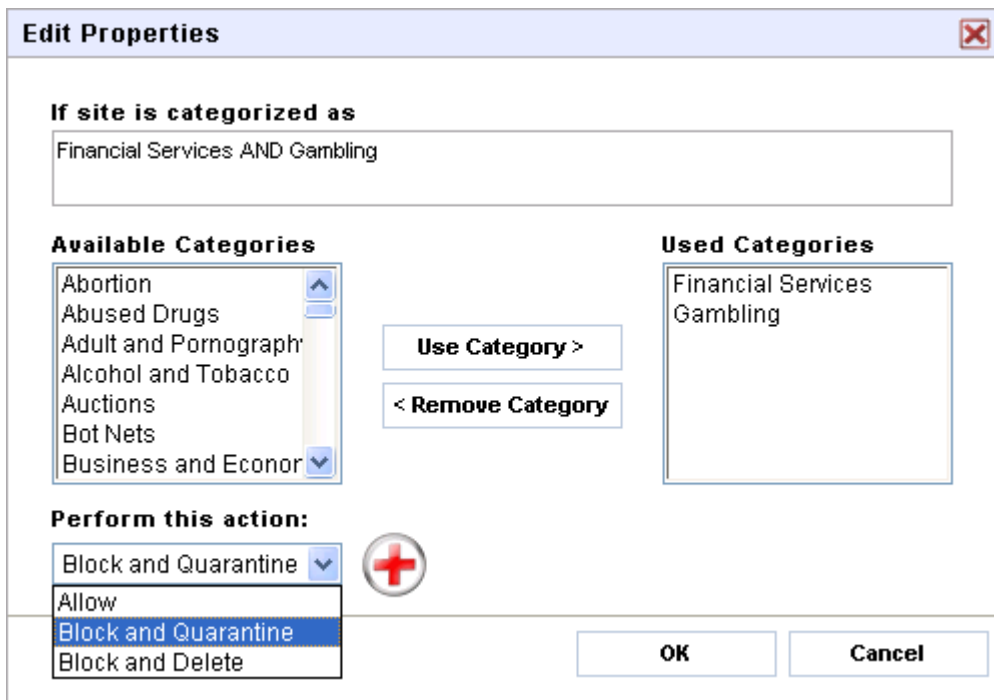 Edit Properties
If site is categorized as
Financial Services AND Gambling
Available Categories
Used Categories
Abortion
Abused Drugs
Adult and Pornograph
Alcohol and Tobacco
Auctions
Bot Nets
Business and Econor
Use Category >
< Remove Category
Financial Services
Gambling
Perform this action:
Block and Quarantine
Allow
Block and Quarantine
Block and Delete
OK
Cancel